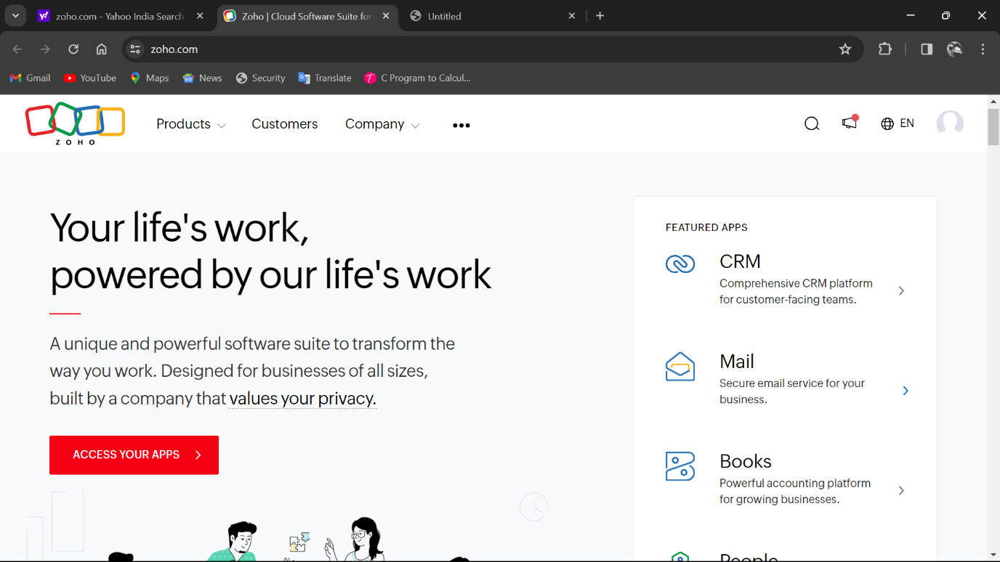 zoho.com - Yahoo India Search
Zoho | Cloud Software Suite for
Untitled
zoho.com
Gmail
YouTube
Maps
News
Security
Translate
C Program to Calcul...
ZOHO
Products
Customers
Company
EN
Your life's work,
powered by our life's work
A unique and powerful software suite to transform the
way you work. Designed for businesses of all sizes,
built by a company that values your privacy.
ACCESS YOUR APPS
FEATURED APPS
CRM
Comprehensive CRM platform
for customer-facing teams.
Mail
Secure email service for your
business.
Books
Powerful accounting platform
for growing businesses.
People